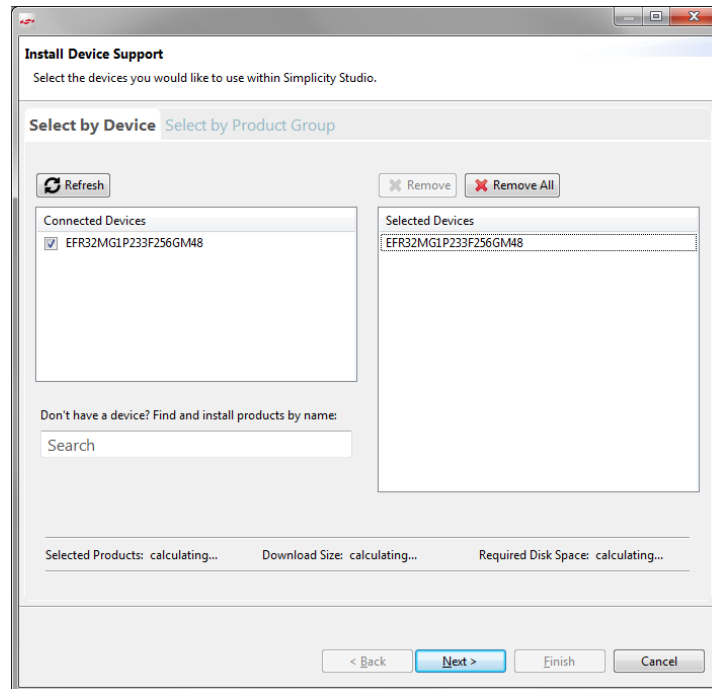 Install Device Support
Select the devices you would like to use within Simplicity Studio.
Select by Device Select by Product Group
Refresh
Remove Remove All
Connected Devices
EFR32MG1P233F256GM48
Selected Devices
EFR32MG1P233F256GM48
Don't have a device? Find and install products by name:
Search
Selected Products: calculating... Download Size: calculating... Required Disk Space: calculating...
< Back Next > Finish Cancel